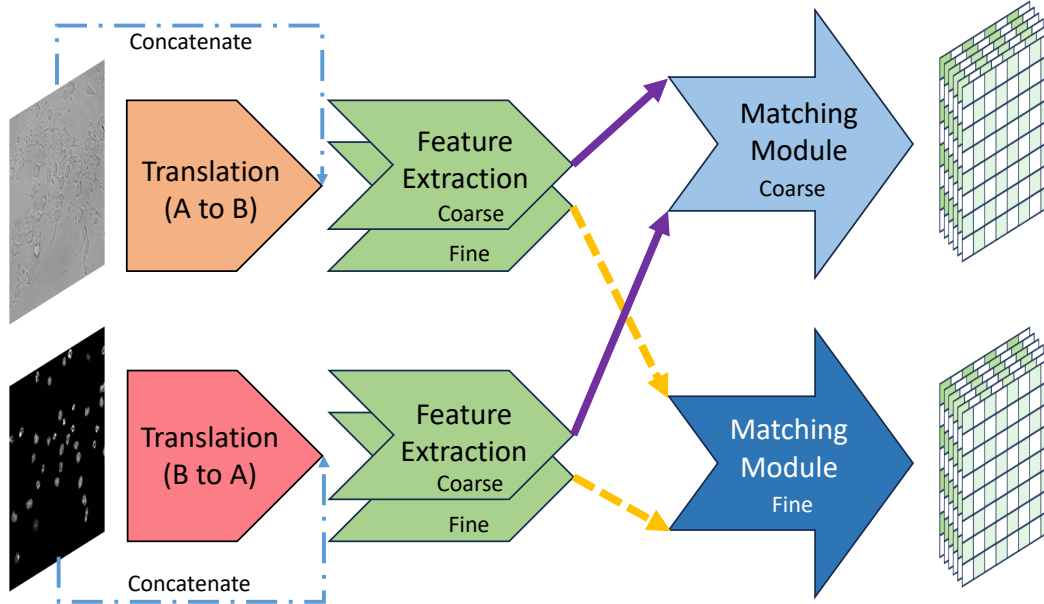 Concatenate
Translation
(A to B)
Feature
Extraction
Coarse
Fine
Matching
Module
Coarse
Translation
(B to A)
Feature
Extraction
Coarse
Fine
Matching
Module
Fine
Concatenate